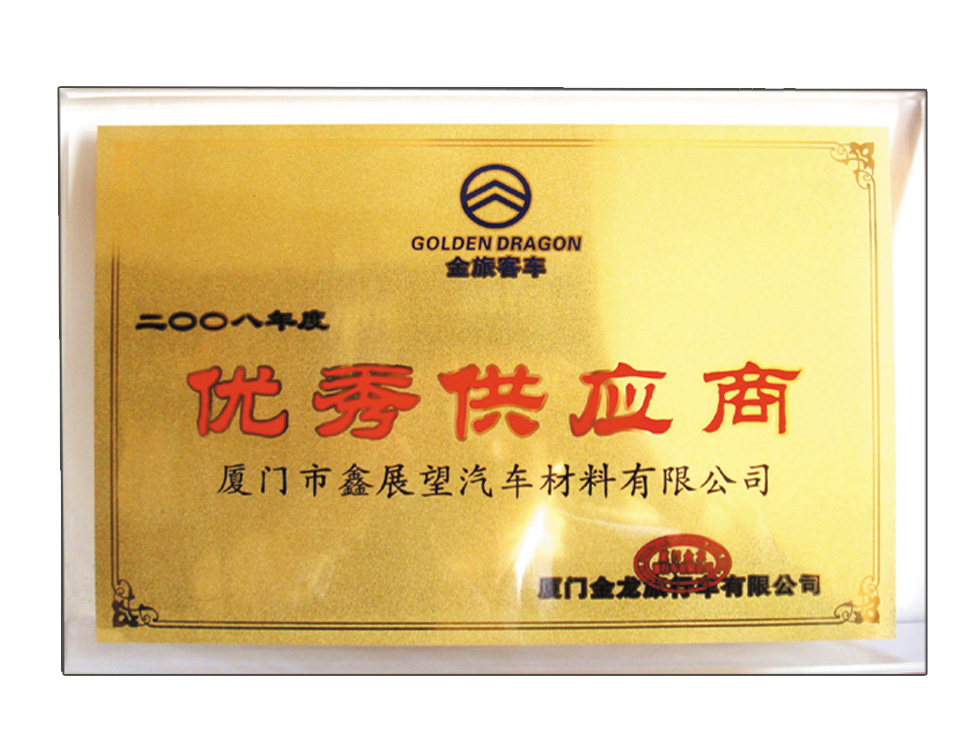 GOLDEN DRAGON
金旅客车
二〇〇八年度
优秀供应商
厦门市鑫展望汽车材料有限公司
厦门金龙旅行车有限公司